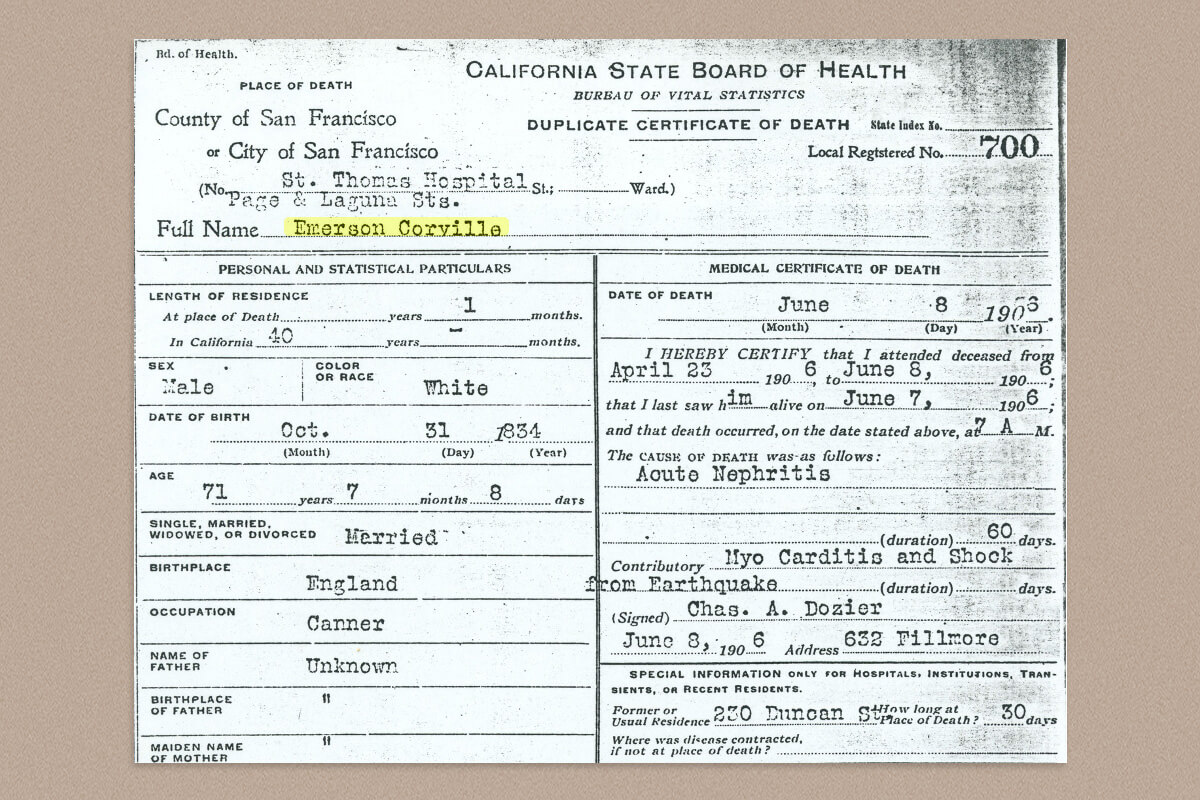 Bd. of Health.
CALIFORNIA STATE BOARD OF HEALTH
BUREAU OF VITAL STATISTICS
DUPLICATE CERTIFICATE OF DEATH
State Index No.
Local Regstered No. 700
PLACE OF DEATH
County of San Francisco
or City of San Francisco
(No. St. Thomas Hospital St.; Ward.)
Page & Laguna Sts.
Full Name Emerson Corville
PERSONAL AND STATISTICAL PARTICULARS
LENGTH OF RESIDENCE
At place of Death years 1 months.
In California 40 years - months.
SEX
Male
COLOR
OR RACE
White
DATE OF BIRTH
Oct. 31 1834
(Month) (Day) (Year)
AGE
71 years 7 months 8 days
SINGLE, MARRIED,
WIDOWED, OR DIVORCED Married
BIRTHPLACE
England
OCCUPATION
Canner
NAME OF
FATHER
Unknown
BIRTHPLACE
OF FATHER
"
MAIDEN NAME
OF MOTHER
"
MEDICAL CERTIFICATE OF DEATH
DATE OF DEATH
June 8 1906.
(Month) (Day) (Year)
I HEREBY CERTIFY that I attended deceased from
April 23 190 6, to June 8, 190 6;
that I last saw him alive on June 7, 190 6;
and that death occurred, on the date stated above, at 7 A M.
The CAUSE OF DEATH was as follows:
Acute Nephritis
(duration) 60 days.
Contributory Myo Carditis and Shock
from Earthquake (duration) days.
(Signed) Chas. A. Dozier
June 8, 190 6 Address 632 Fillmore
SPECIAL INFORMATION ONLY FOR HOSPITALS, INSTITUTIONS, TRAN-
SIENTS, OR RECENT RESIDENTS.
Former or
Usual Residence 230 Duncan St
How long at
Place of Death? 30 days
Where was disease contracted,
if not at place of death?